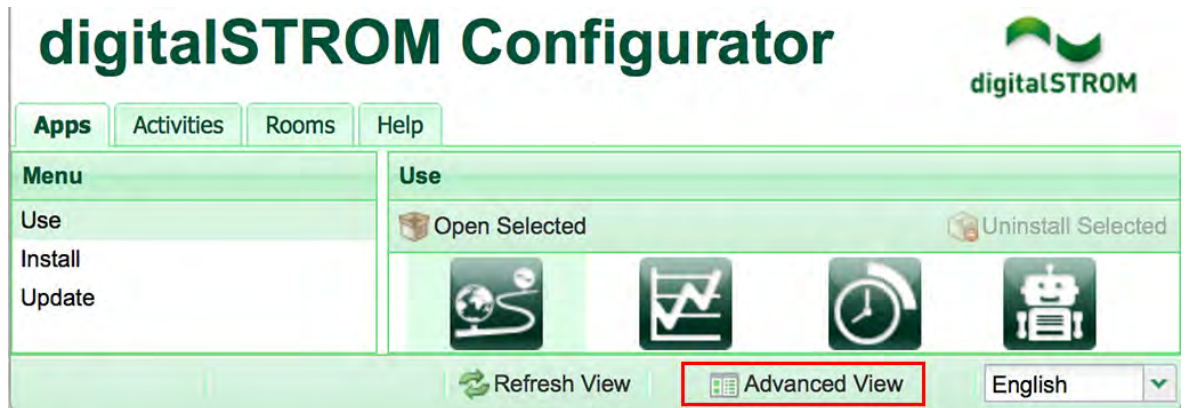 digitalSTROM Configurator
digitalSTROM
Apps Activities Rooms Help
Menu
Use
Use
Open Selected
Uninstall Selected
Install
Update
Refresh View
Advanced View
English